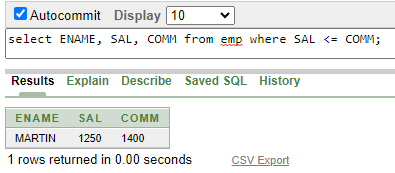 Autocommit Display 10
select ENAME, SAL, COMM from emp where SAL <= COMM;
Results Explain Describe Saved SQL History
ENAME SAL COMM
MARTIN 1250 1400
1 rows returned in 0.00 seconds CSV Export